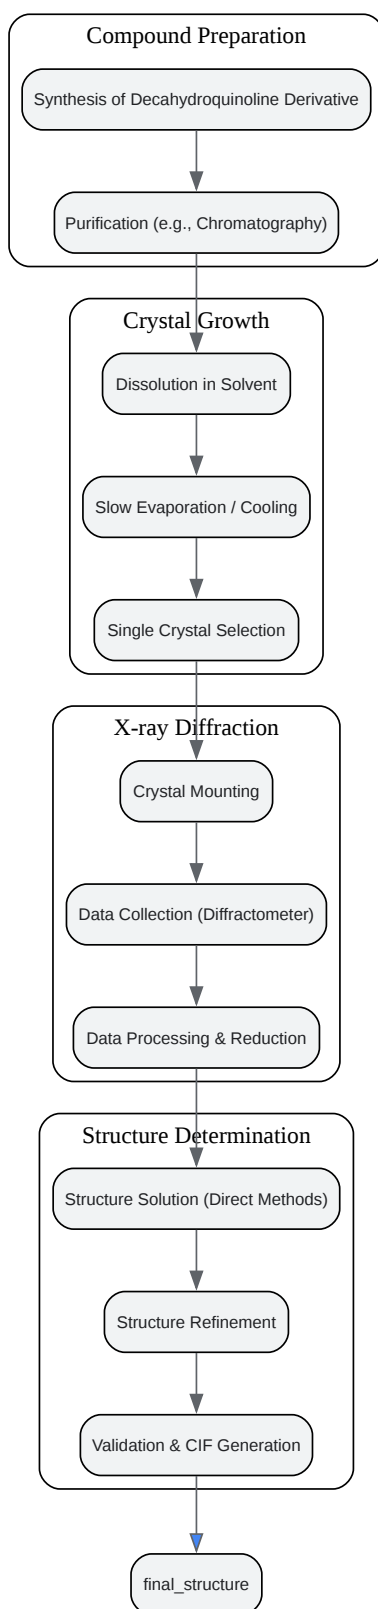 Compound Preparation
Synthesis of Decahydroquinoline Derivative
Purification (e.g., Chromatography)
Crystal Growth
Dissolution in Solvent
Slow Evaporation / Cooling
Single Crystal Selection
X-ray Diffraction
Crystal Mounting
Data Collection (Diffractometer)
Data Processing & Reduction
Structure Determination
Structure Solution (Direct Methods)
Structure Refinement
Validation & CIF Generation
final_structure